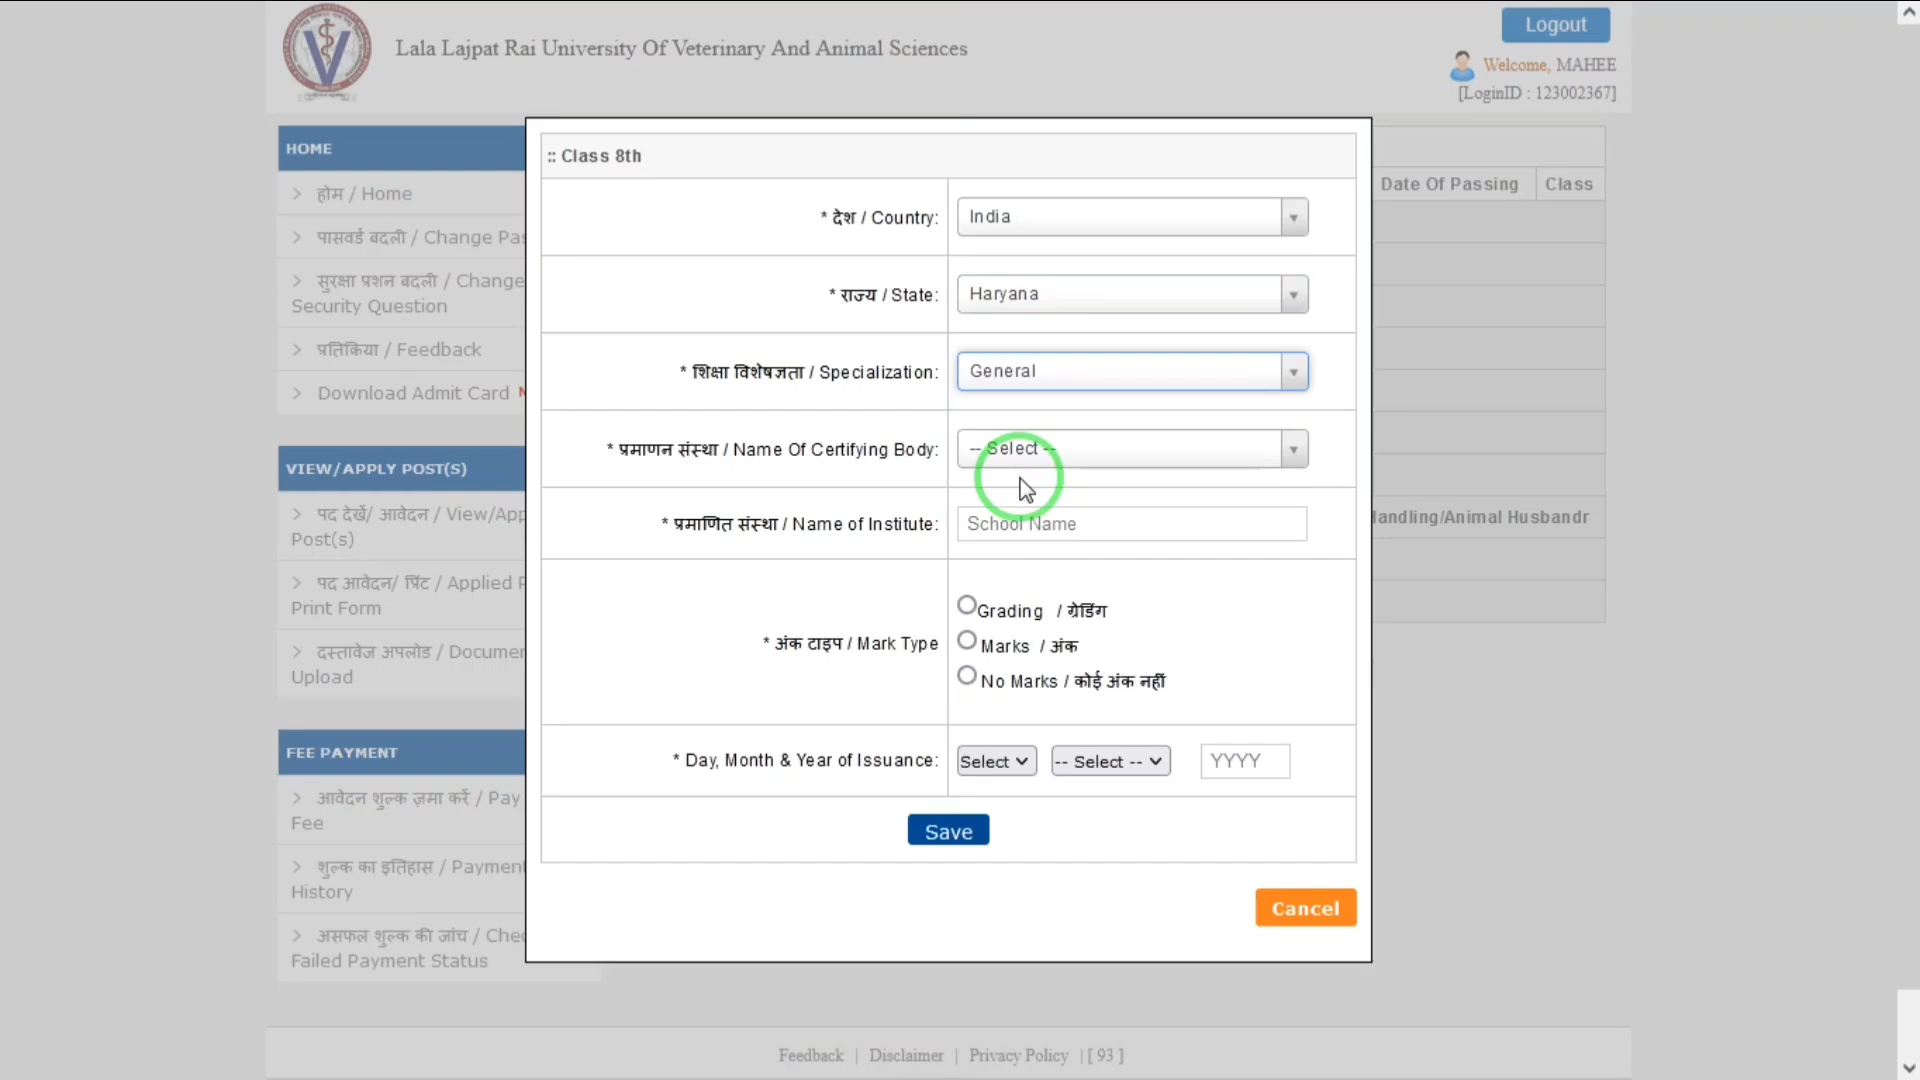 Logout
Lala Lajpat Rai University Of Veterinary And Animal Sciences
Welcome, MAHEE
[LoginID : 123002367]
HOME
> होम / Home
> पासवर्ड बदली / Change Pas
> सुरक्षा प्रशन बदली / Change
Security Question
> प्रतिकिया / Feedback
> Download Admit Card
VIEW/APPLY POST(S)
> पद देखें/ आवेदन / View/App
Post(s)
> पद आवेदन/ प्रिंट / Applied P
Print Form
> दस्तावेज अपलोड / Documen
Upload
FEE PAYMENT
> आवेदन शुल्क ज़मा करें / Pay
Fee
> शुल्क का इतिहास / Payment
History
> असफल शुल्क की जांच / Chec
Failed Payment Status
:: Class 8th
* देश / Country:
India
* राज्य / State:
Haryana
* शिक्षा विशेषज्ञता / Specialization:
General
* प्रमाणन संस्था / Name Of Certifying Body:
-- Select --
* प्रमाणित संस्था / Name of Institute:
School Name
* अंक टाइप / Mark Type
Grading / ग्रेडिंग
Marks / अंक
No Marks / कोई अंक नहीं
* Day, Month & Year of Issuance:
Select
-- Select --
YYYY
Save
Cancel
Date Of Passing
Class
Handling/Animal Husbandr
Feedback | Disclaimer | Privacy Policy | [ 93 ]